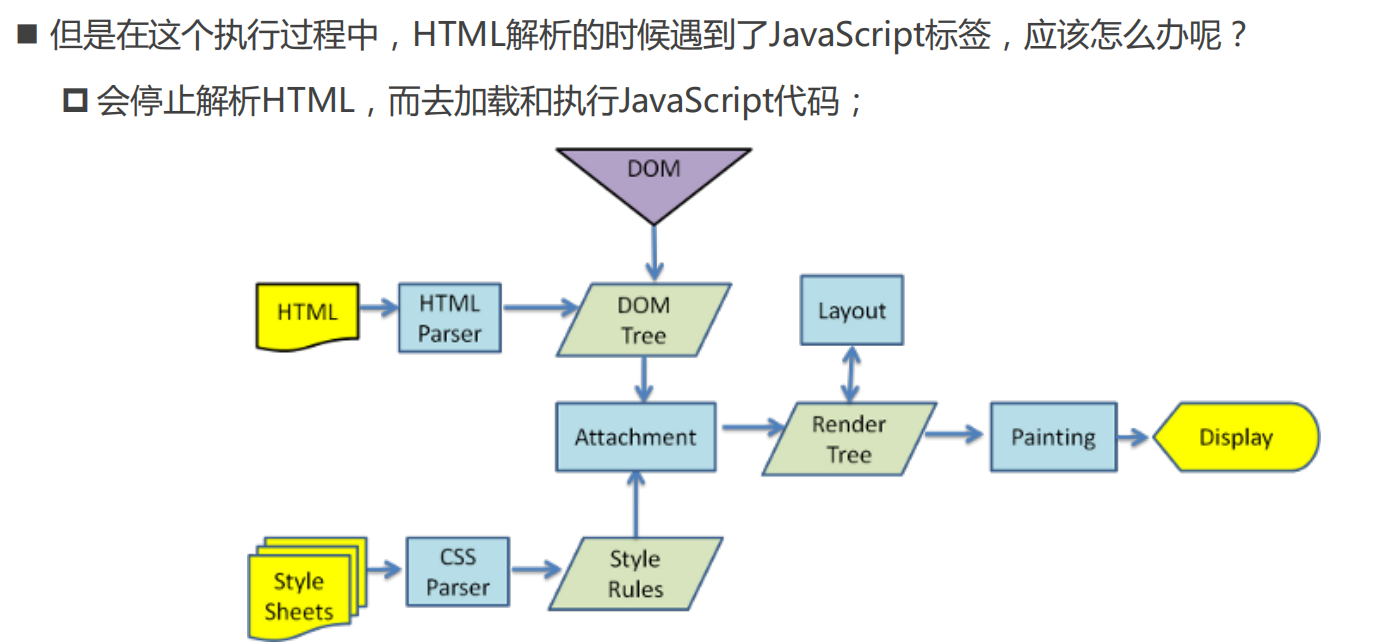 但是在这个执行过程中，HTML解析的时候遇到了JavaScript标签，应该怎么办呢？
会停止解析HTML，而去加载和执行JavaScript代码；
DOM
HTML
HTML
Parser
DOM
Tree
Layout
Attachment
Render
Tree
Painting
Display
Style
Sheets
CSS
Parser
Style
Rules